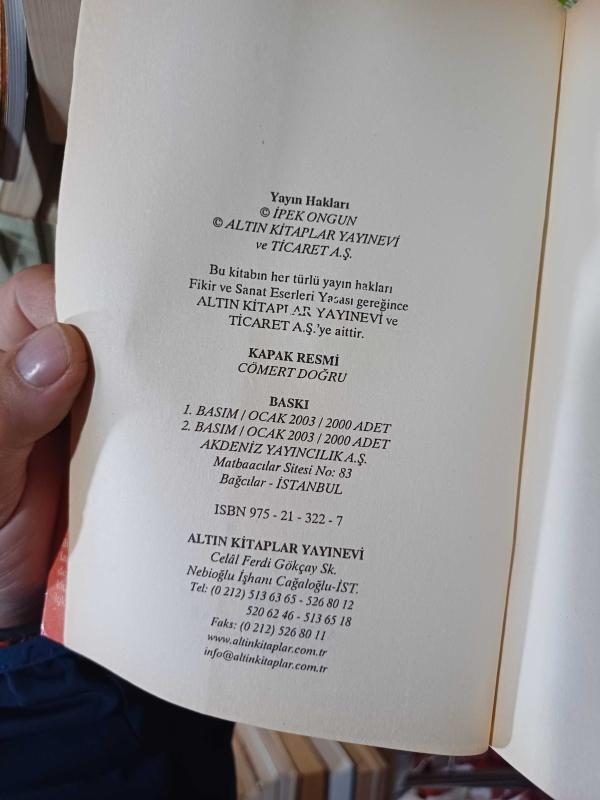 Yayın Hakları
© İPEK ONGUN
© ALTIN KİTAPLAR YAYINEVİ
ve TİCARET A.Ş.
Bu kitabın her türlü yayın hakları
Fikir ve Sanat Eserleri Yasası gereğince
ALTIN KİTAPLAR YAYINEVİ ve
TİCARET A.Ş.'ye aittir.
KAPAK RESMİ
CÖMERT DOĞRU
BASKI
1. BASIM / OCAK 2003 / 2000 ADET
2. BASIM / OCAK 2003 / 2000 ADET
AKDENİZ YAYINCILIK A.Ş.
Matbaacılar Sitesi No: 83
Bağcılar - İSTANBUL
ISBN 975 - 21 - 322 - 7
ALTIN KİTAPLAR YAYINEVİ
Celâl Ferdi Gökçay Sk.
Nebioğlu İşhanı Cağaloğlu-İST.
Tel: (0 212) 513 63 65 - 526 80 12
520 62 46 - 513 65 18
Faks: (0 212) 526 80 11
www.altinkitaplar.com.tr
info@altinkitaplar.com.tr